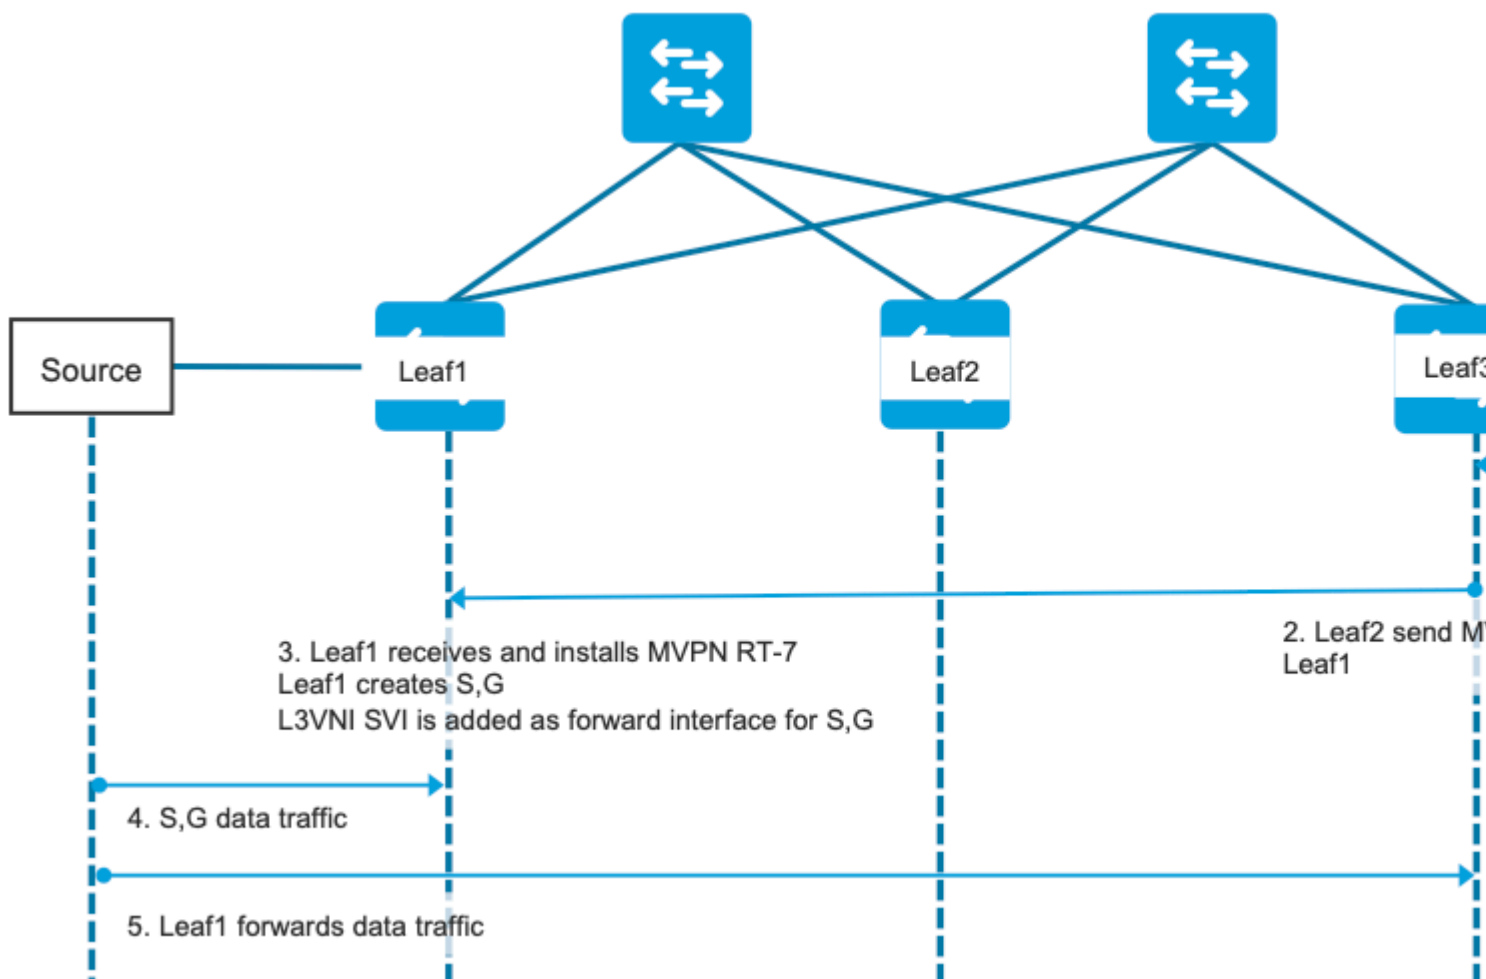 Source
Leaf1
Leaf2
Leaf3
2. Leaf2 send
Leaf1
3. Leaf1 receives and installs MVPN RT-7
Leaf1 creates S,G
L3VNI SVI is added as forward interface for S,G
4. S,G data traffic
5. Leaf1 forwards data traffic